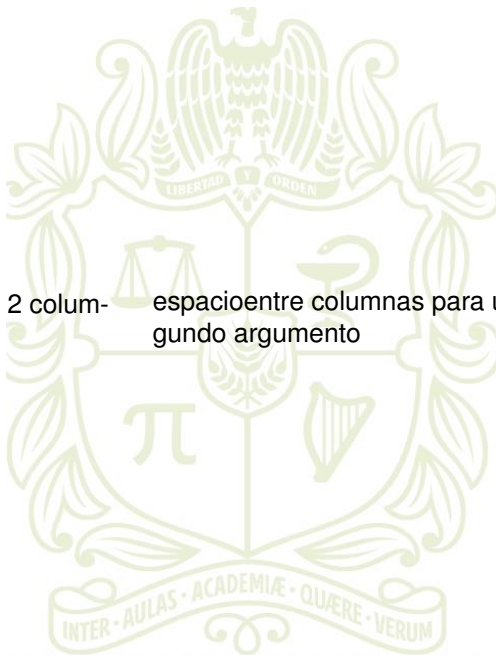 LIBERTAD Y ORDEN
2 colum-
espacioentre columnas para
gundo argumento
π
INTER · AULAS · ACADEMIÆ · QUÆRE · VERUM